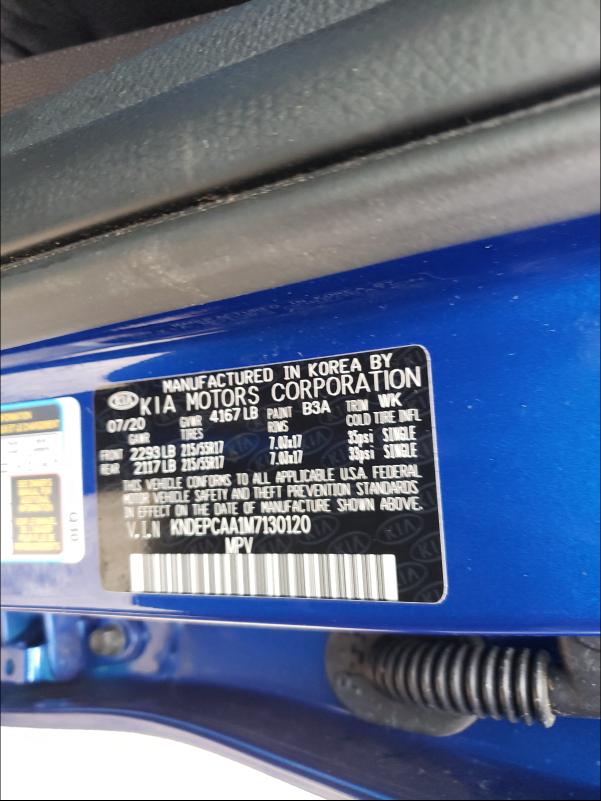 MANUFACTURED IN KOREA BY
KIA KIA MOTORS CORPORATION
07/20 GVWR 4167 LB PAINT B3A TRIM WK
GAWR TIRES RIMS COLD TIRE INFL
FRONT 2293 LB 215/55R17 7.0Jx17 35psi SINGLE
REAR 2117 LB 215/55R17 7.0Jx17 33psi SINGLE
THIS VEHICLE CONFORMS TO ALL APPLICABLE U.S.A. FEDERAL
MOTOR VEHICLE SAFETY AND THEFT PREVENTION STANDARDS
IN EFFECT ON THE DATE OF MANUFACTURE SHOWN ABOVE.
V.I.N KNDEPCAA1M7130120
MPV